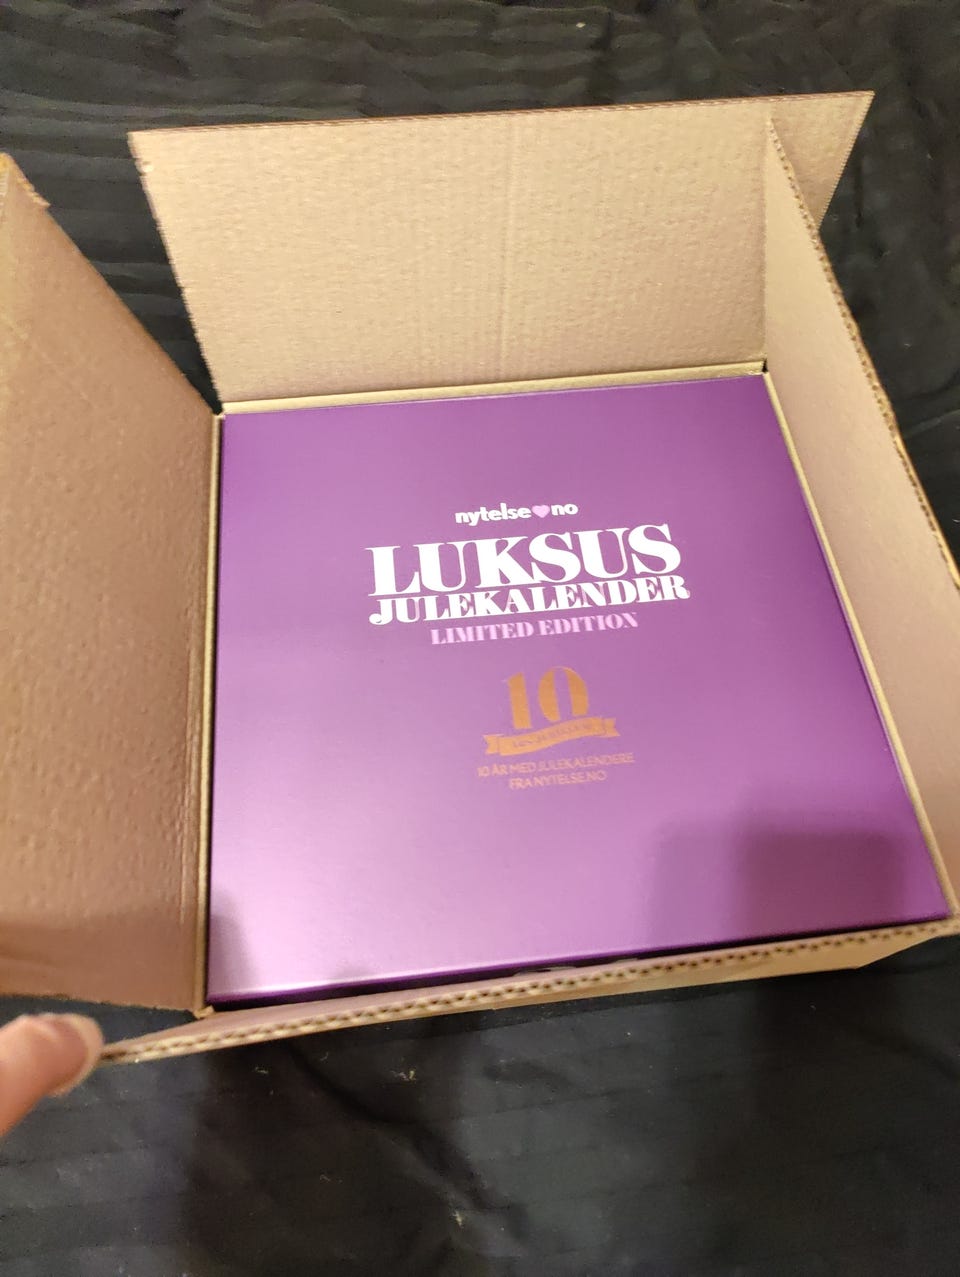 nytelse♥no
LUKSUS
JULEKALENDER
LIMITED EDITION
10
10 ÅR MED JULEKALENDERE
FRA NYTELSE.NO